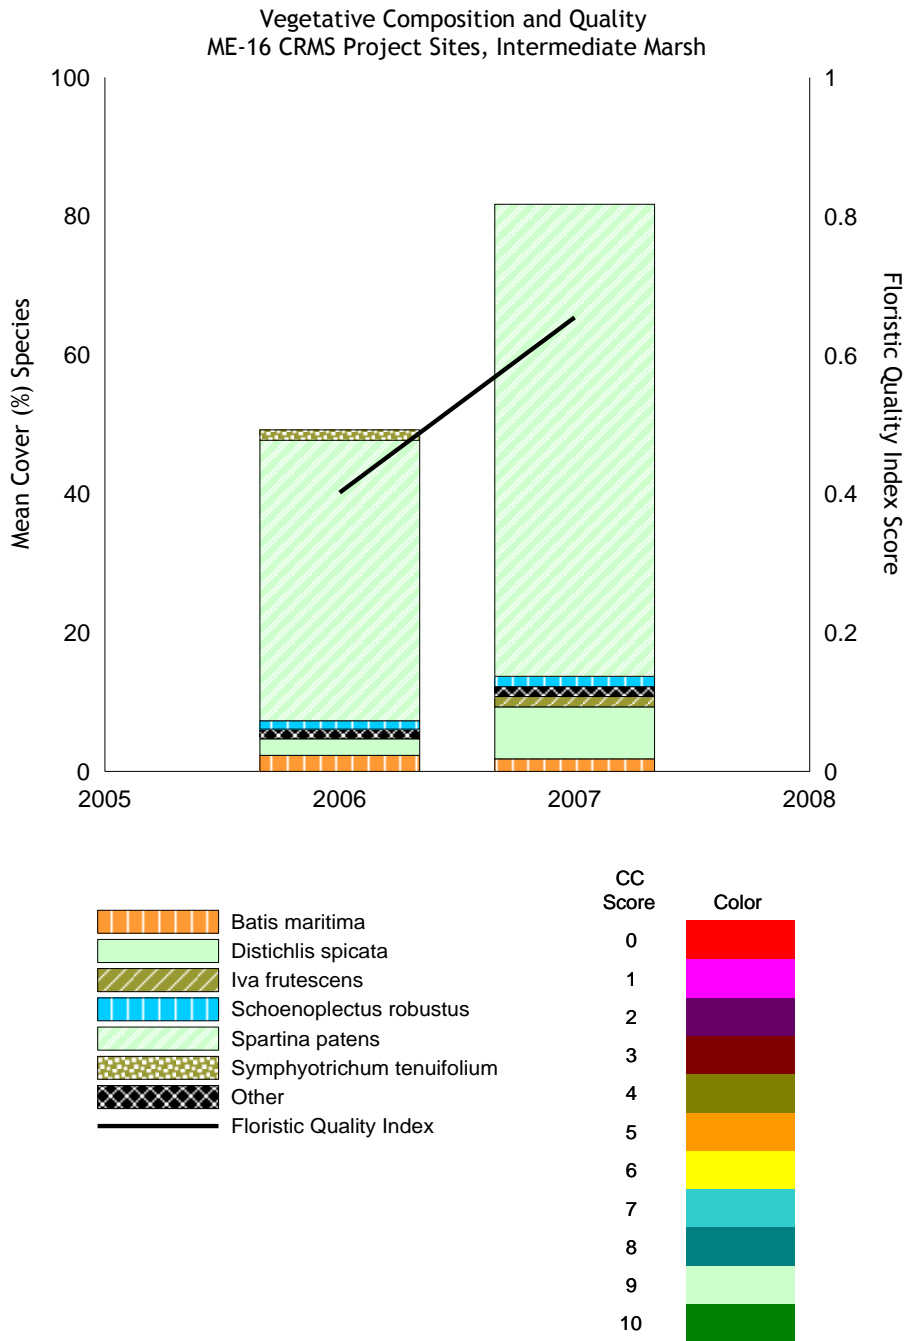 Vegetative Composition and Quality
ME-16 CRMS Project Sites, Intermediate Marsh
100
80
60
40
20
0
Mean Cover (%) Species
1
0.8
0.6
0.4
0.2
0
Floristic Quality Index Score
2005
2006
2007
2008
Batis maritima
Distichlis spicata
Iva frutescens
Schoenoplectus robustus
Spartina patens
Symphyotrichum tenuifolium
Other
Floristic Quality Index
CC
Score
Color
0
1
2
3
4
5
6
7
8
9
10